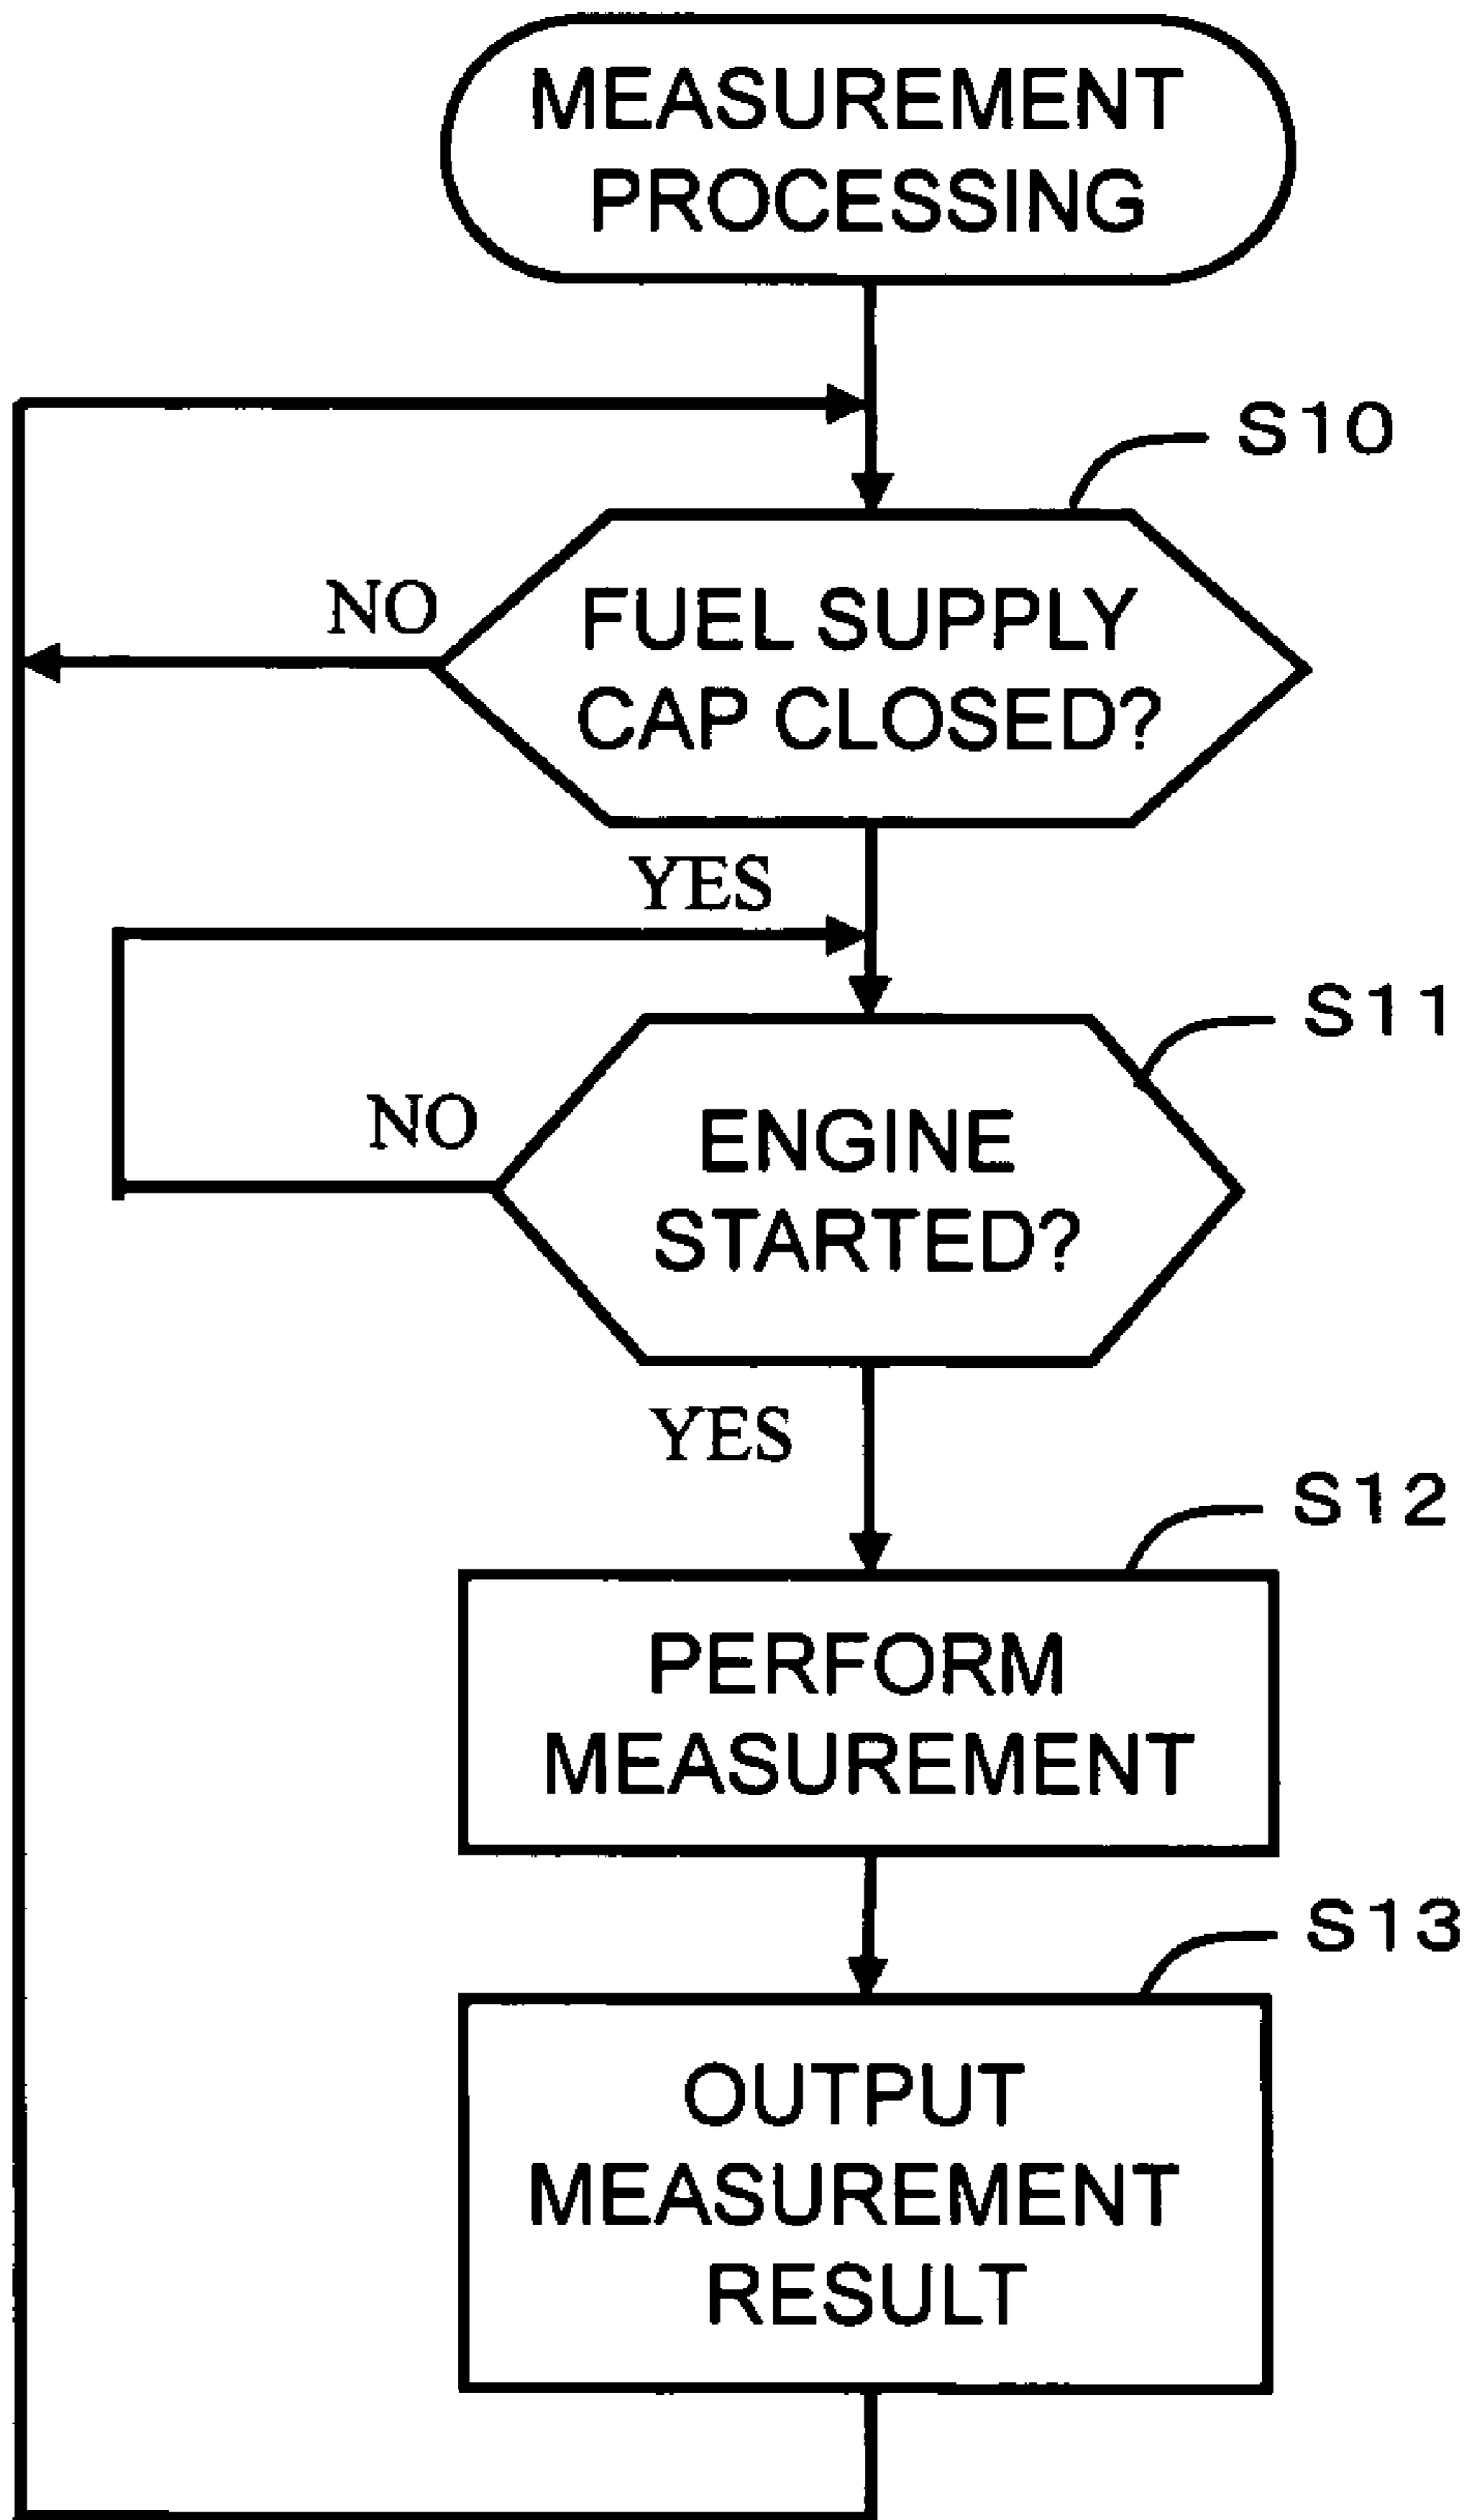 MEASUREMENT
PROCESSING
S10
NO
FUEL SUPPLY
CAP CLOSED?
YES
S11
NO
ENGINE
STARTED?
YES
S12
PERFORM
MEASUREMENT
S13
OUTPUT
MEASUREMENT
RESULT